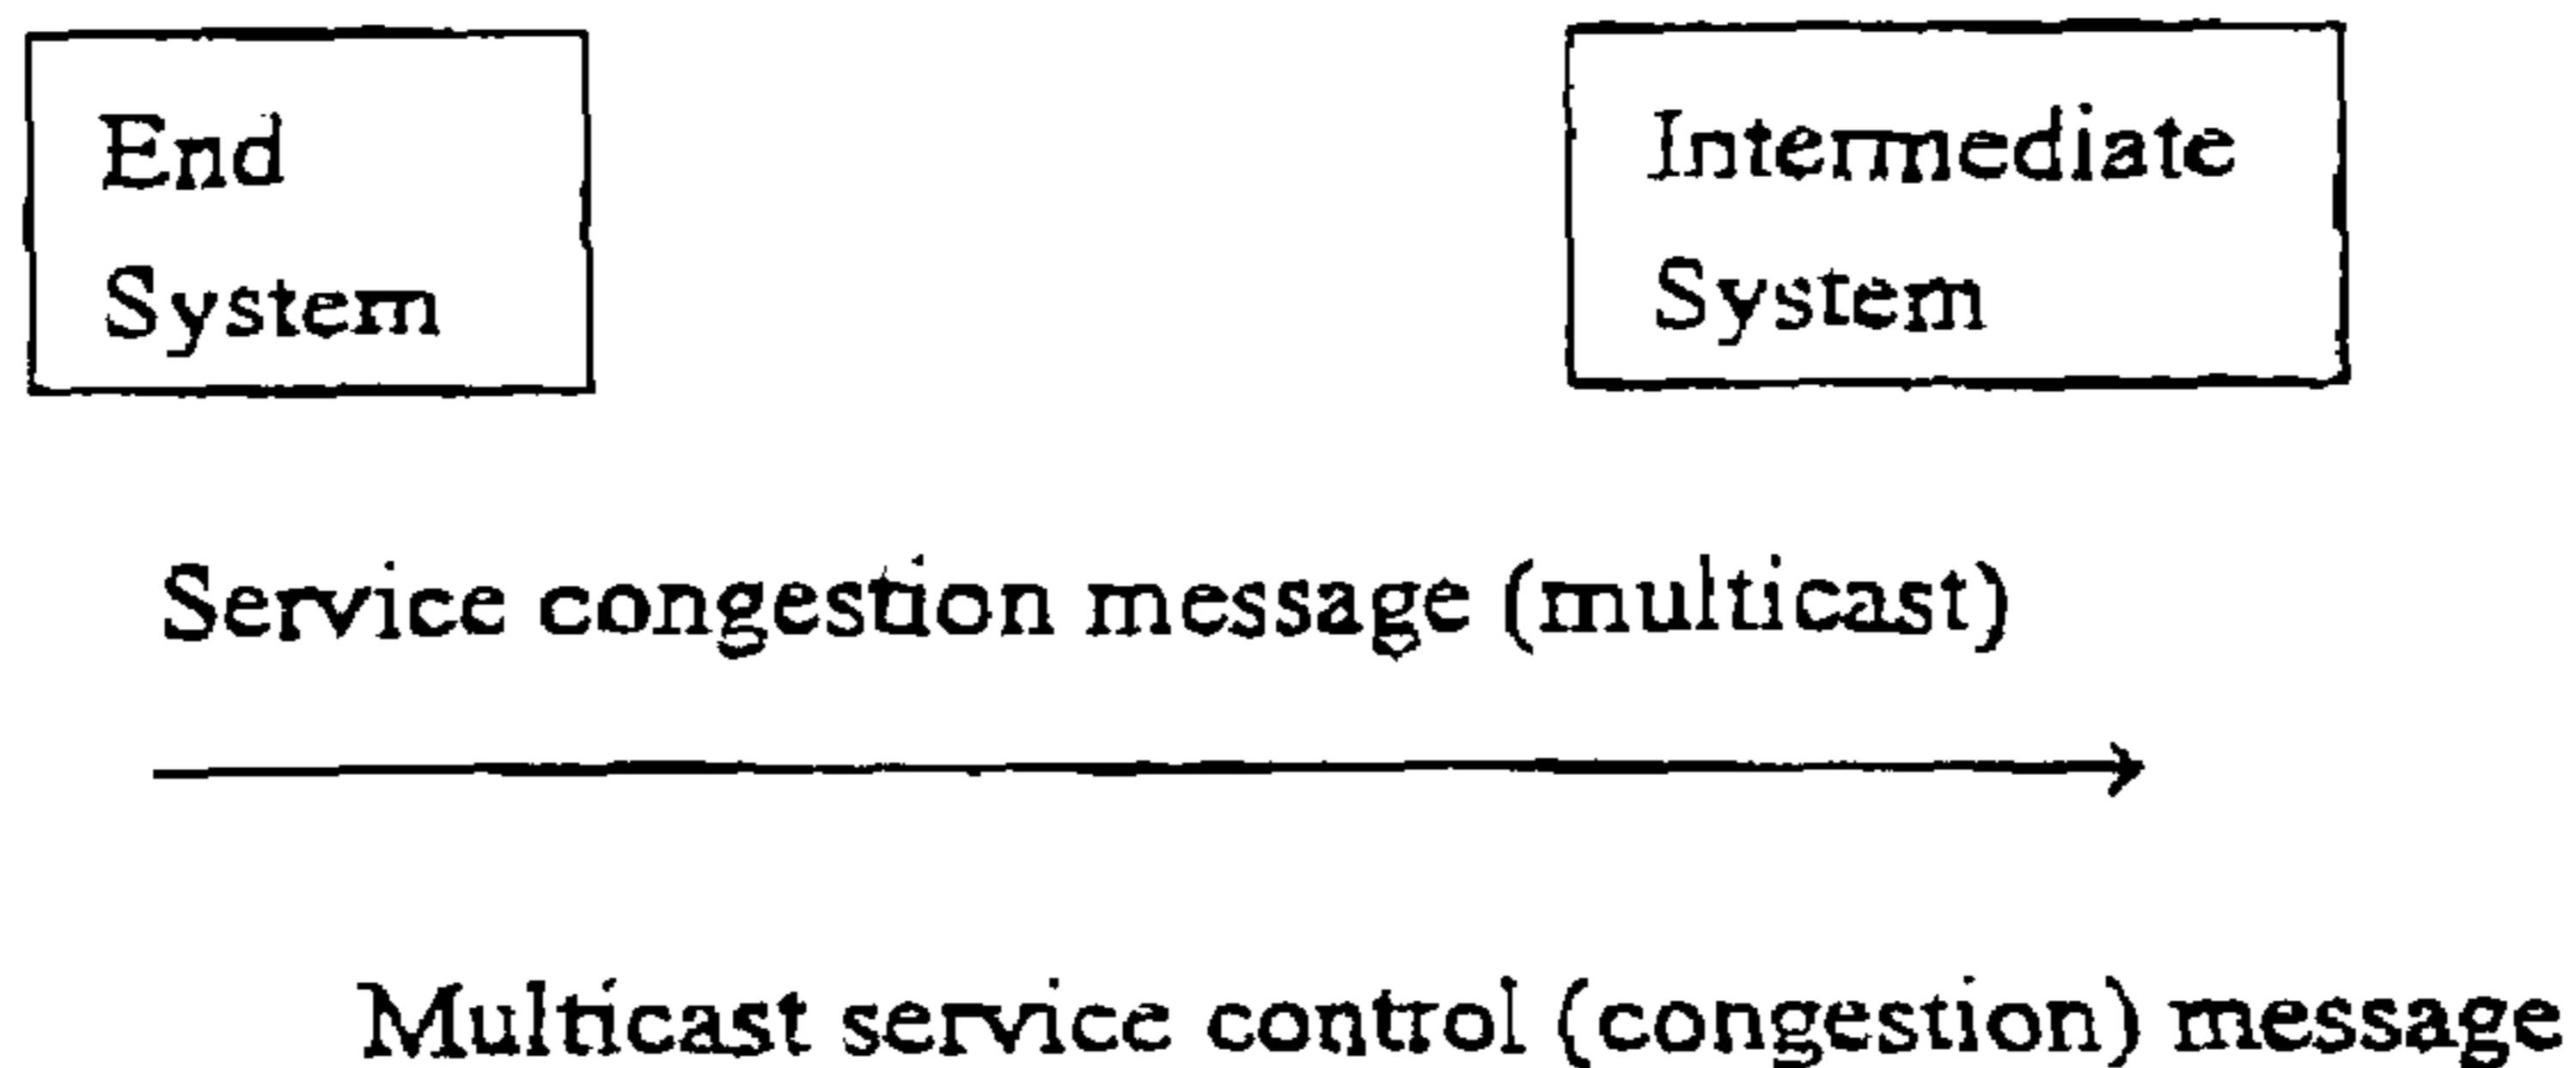 End
System
Intermediate
System
Service congestion message (multicast)
Multicast service control (congestion) message